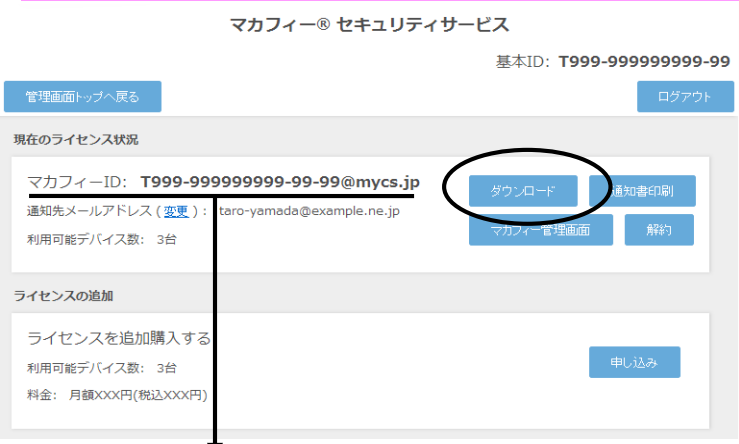 マカフィー® セキュリティサービス
基本ID: T999-999999999-99
管理画面トップへ戻る
ログアウト
現在のライセンス状況
マカフィーID: T999-999999999-99-99@mycs.jp
ダウンロード
通知書印刷
通知先メールアドレス(変更): taro-yamada@example.ne.jp
マカフィー管理画面
解約
利用可能デバイス数: 3台
ライセンスの追加
ライセンスを追加購入する
利用可能デバイス数: 3台
申し込み
料金: 月額XXX円(税込XXX円)